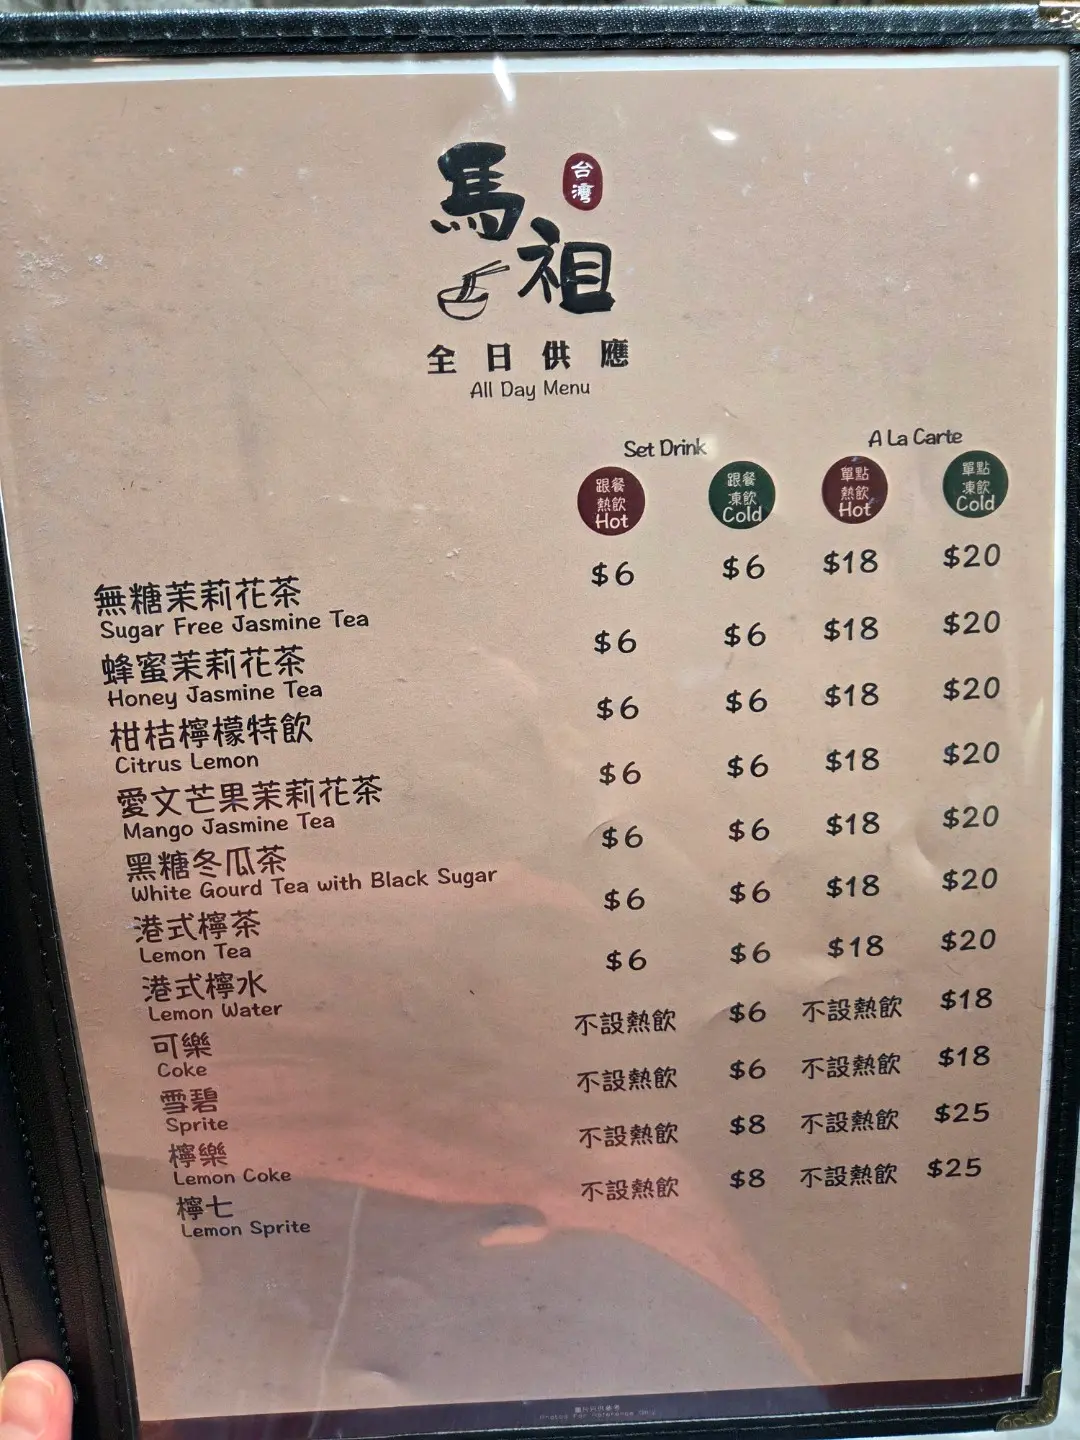 馬祖
台灣
全日供應
All Day Menu
Set Drink
A La Carte
跟餐
熱飲
Hot
跟餐
凍飲
Cold
單點
熱飲
Hot
單點
凍飲
Cold
無糖茉莉花茶 $6 $6 $18 $20
Sugar Free Jasmine Tea
蜂蜜茉莉花茶 $6 $6 $18 $20
Honey Jasmine Tea
柑桔檸檬特飲 $6 $6 $18 $20
Citrus Lemon
愛文芒果茉莉花茶 $6 $6 $18 $20
Mango Jasmine Tea
黑糖冬瓜茶 $6 $6 $18 $20
White Gourd Tea with Black Sugar
港式檸茶 $6 $6 $18 $20
Lemon Tea
港式檸水 $6 $6 $18 $20
Lemon Water
可樂 不設熱飲 $6 不設熱飲 $18
Coke
雪碧 不設熱飲 $6 不設熱飲 $18
Sprite
檸樂 不設熱飲 $8 不設熱飲 $25
Lemon Coke
檸七 不設熱飲 $8 不設熱飲 $25
Lemon Sprite